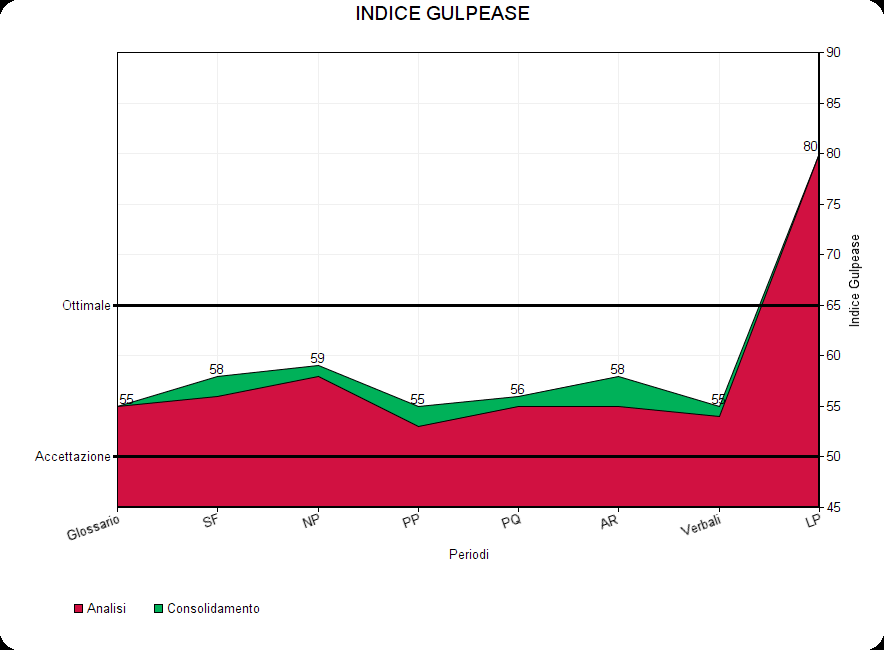 INDICE GULPEASE
90
85
80
80
75
70
Indice Gulpease
Ottimale
65
60
59
58
58
56
55
55
55
55
Accettazione
50
45
Glossario
SF
NP
PP
PQ
AR
Verbali
LP
Periodi
Analisi
Consolidamento